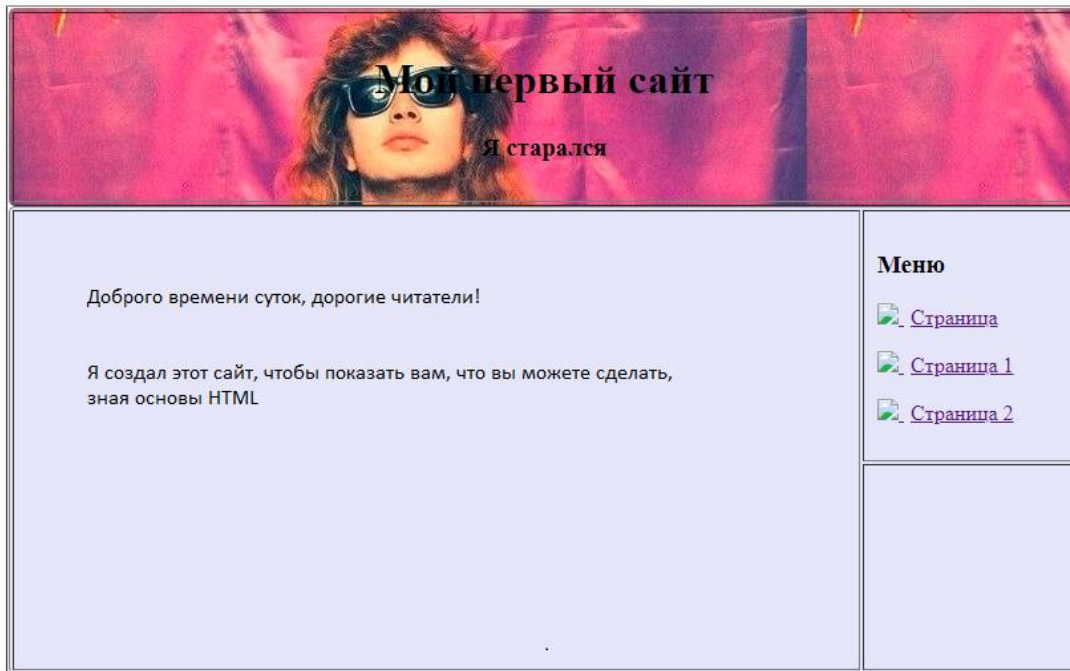 Мой первый сайт
Я старался
Доброго времени суток, дорогие читатели!
Я создал этот сайт, чтобы показать вам, что вы можете сделать,
зная основы HTML
.
Меню
Страница
Страница 1
Страница 2